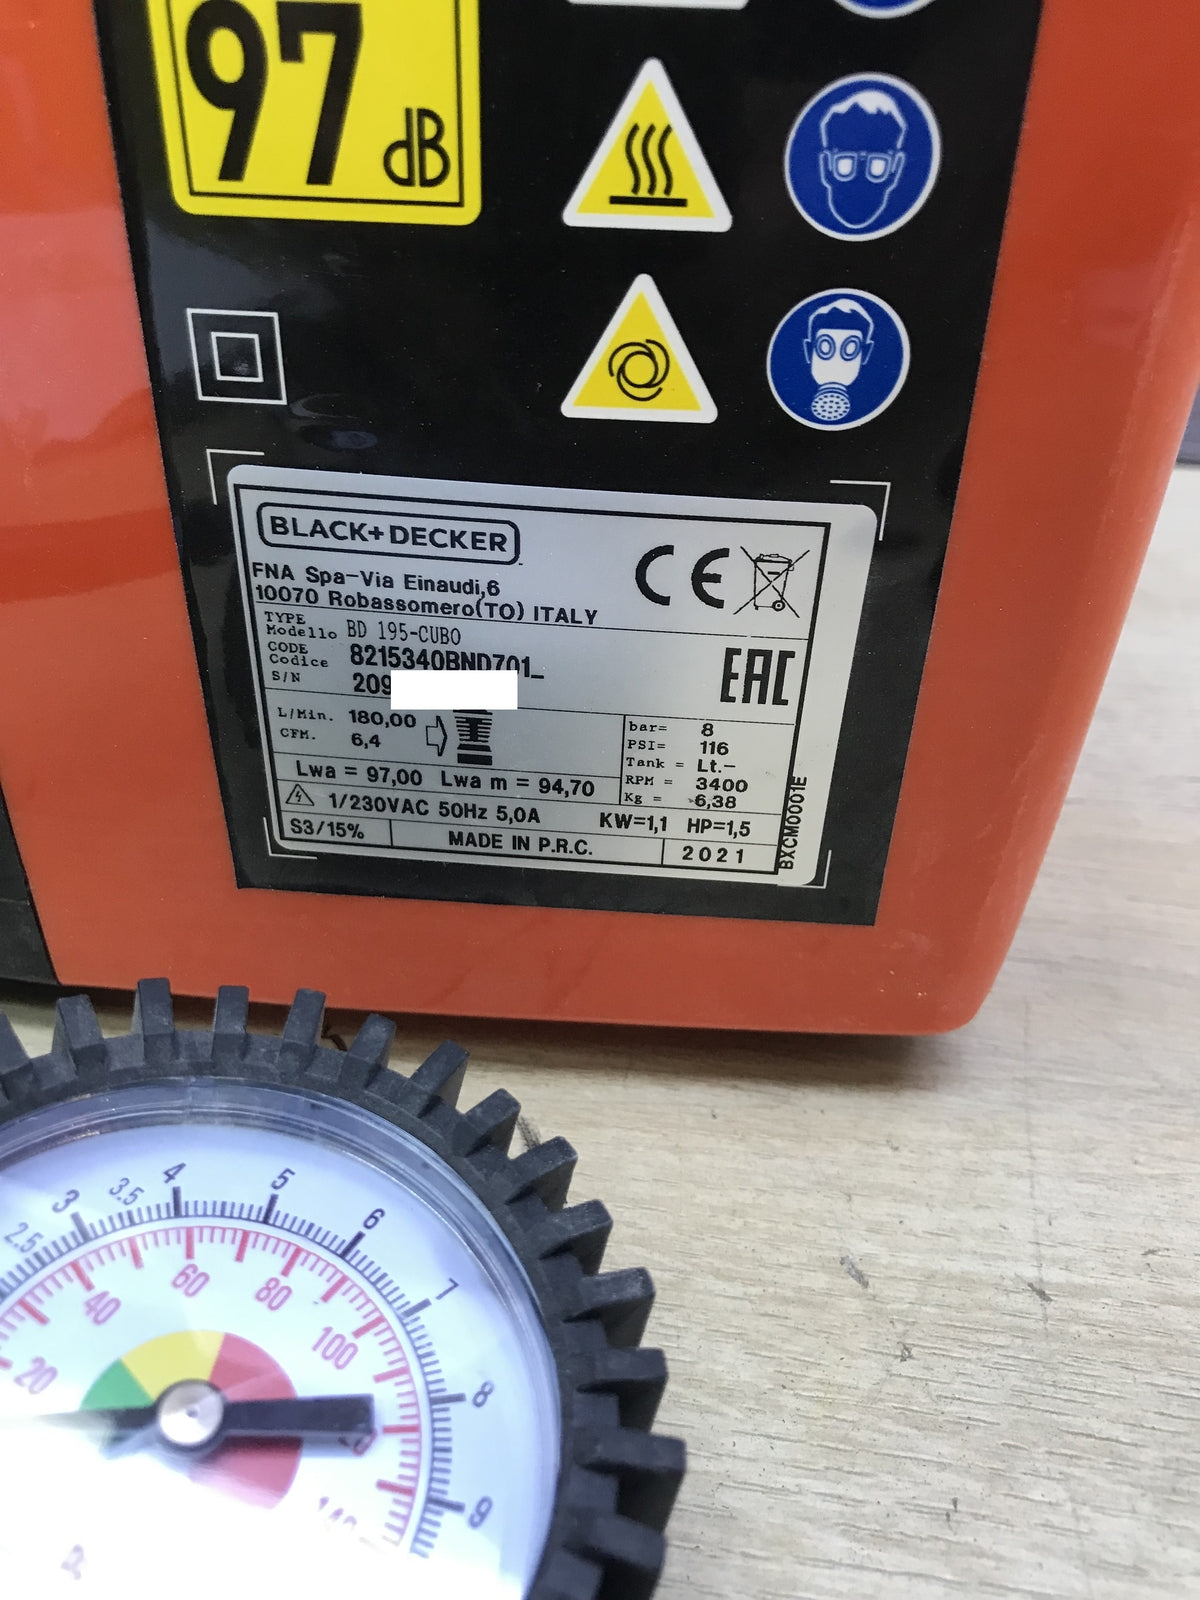 97
dB
BLACK+DECKER
CE
FNA Spa-Via Einaudi,6
10070 Robassomero(TO) ITALY
TYPE
Modello BD 195-CUBO
CODE
Codice 8215340BND701_
S/N 209
EAC
L/Min. 180,00
CFM. 6,4
bar= 8
PSI= 116
Tank = Lt.-
RPM = 3400
Kg = 6,38
Lwa = 97,00 Lwa m = 94,70
1/230VAC 50Hz 5,0A KW=1,1 HP=1,5
S3/15% MADE IN P.R.C. 2021
BXCM0001E
2.5 3 3.5 4 5 6 7 8 9
20 40 60 80 100 140